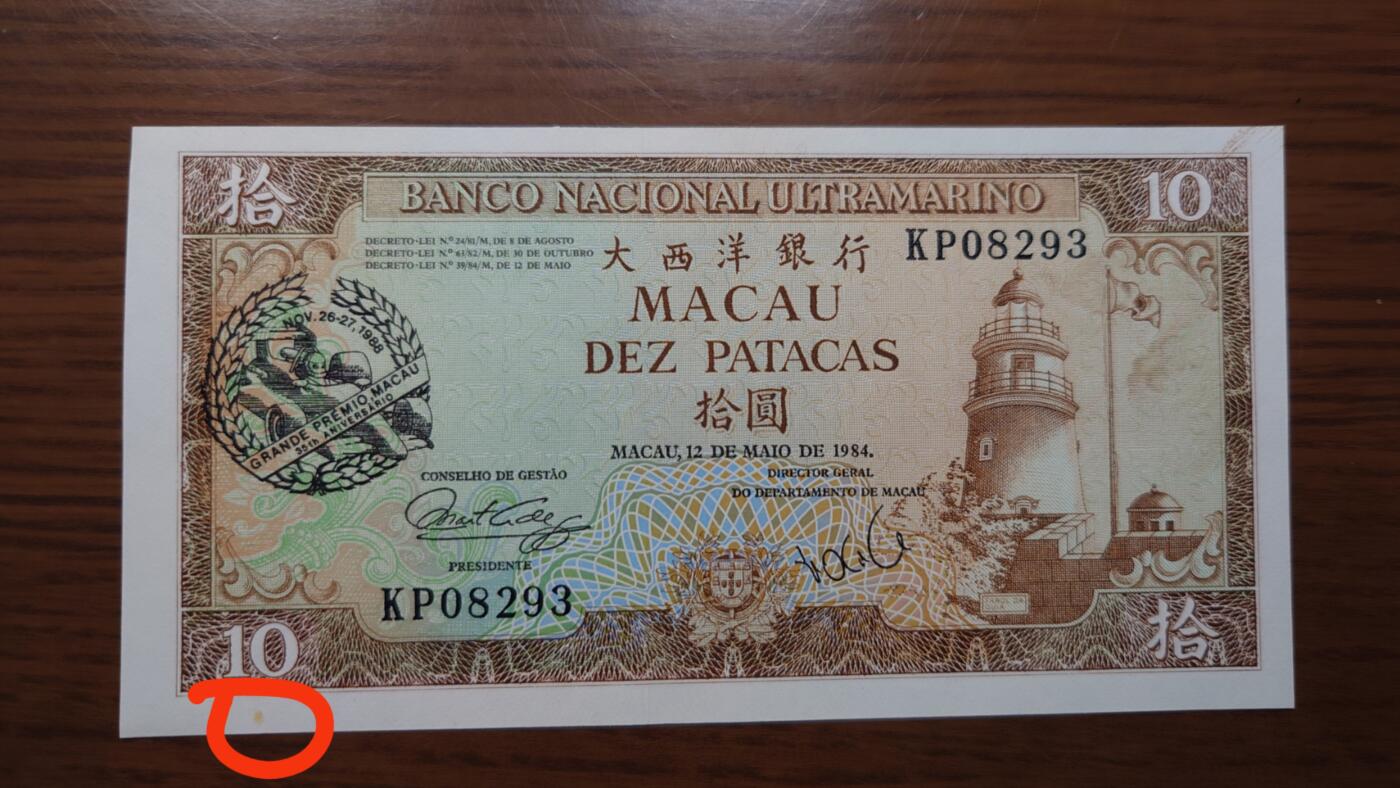 拾
BANCO NACIONAL ULTRAMARINO
10
DECRETO-LEI N.º 24/81/M, DE 8 DE AGOSTO
DECRETO-LEI N.º 63/82/M, DE 30 DE OUTUBRO
DECRETO-LEI N.º 39/84/M, DE 12 DE MAIO
大西洋銀行
KP08293
MACAU
DEZ PATACAS
拾圓
NOV. 26-27, 1988
GRANDE PRÉMIO, MACAU
35th ANIVERSÁRIO
MACAU, 12 DE MAIO DE 1984.
CONSELHO DE GESTÃO
DIRECTOR GERAL
DO DEPARTAMENTO DE MACAU
PRESIDENTE
KP08293
10
拾